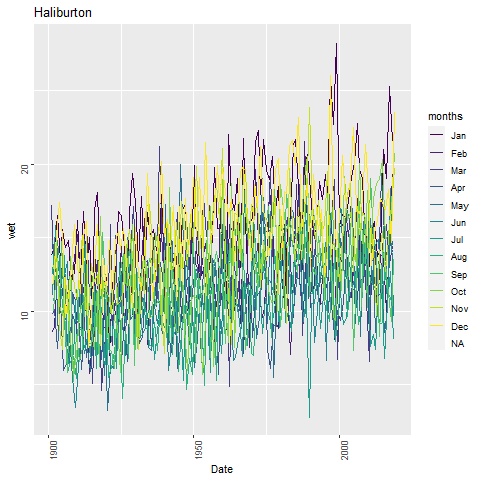 Haliburton
wet
20
10
1900
1950
2000
Date
months
Jan
Feb
Mar
Apr
May
Jun
Jul
Aug
Sep
Oct
Nov
Dec
NA